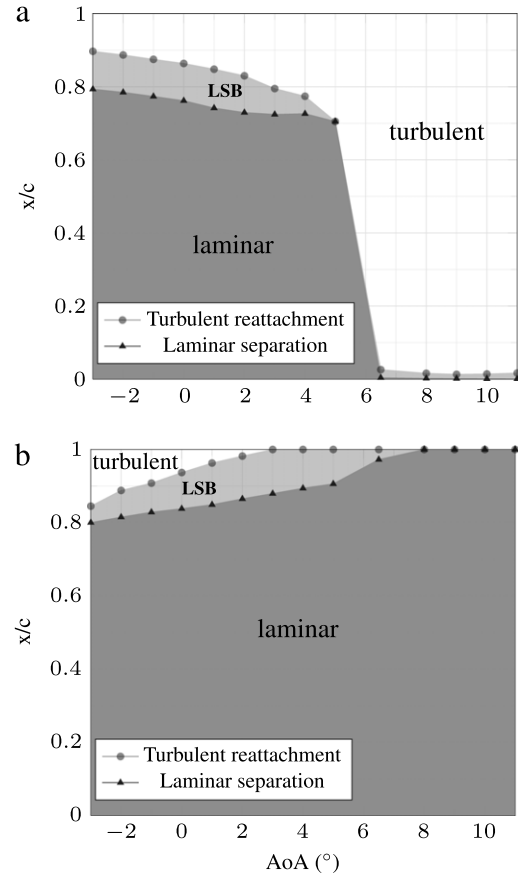 a
1
0.8
0.6
0.4
0.2
0
x/c
LSB
turbulent
laminar
Turbulent reattachment
Laminar separation
−2 0 2 4 6 8 10
b
1
0.8
0.6
0.4
0.2
0
x/c
turbulent
LSB
laminar
Turbulent reattachment
Laminar separation
−2 0 2 4 6 8 10
AoA (°)